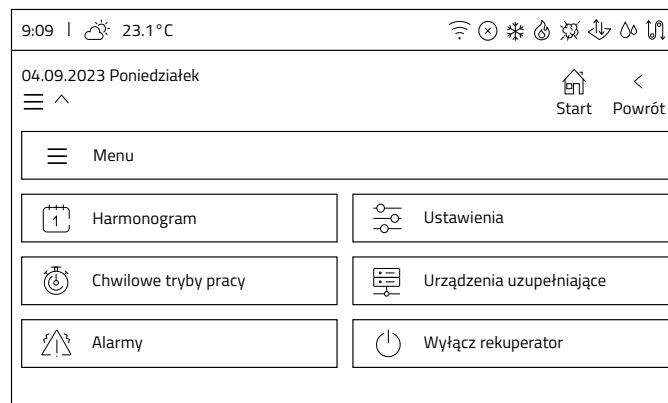 9:09 | 23.1°C
04.09.2023 Poniedziałek
Start Powrót
Menu
1 Harmonogram
Ustawienia
Chwilowe tryby pracy
Urządzenia uzupełniające
Alarmy
Wyłącz rekuperator